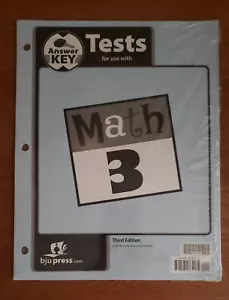 Answer
KEY
Tests
for use with
Math
3
Third Edition
bjupress.com